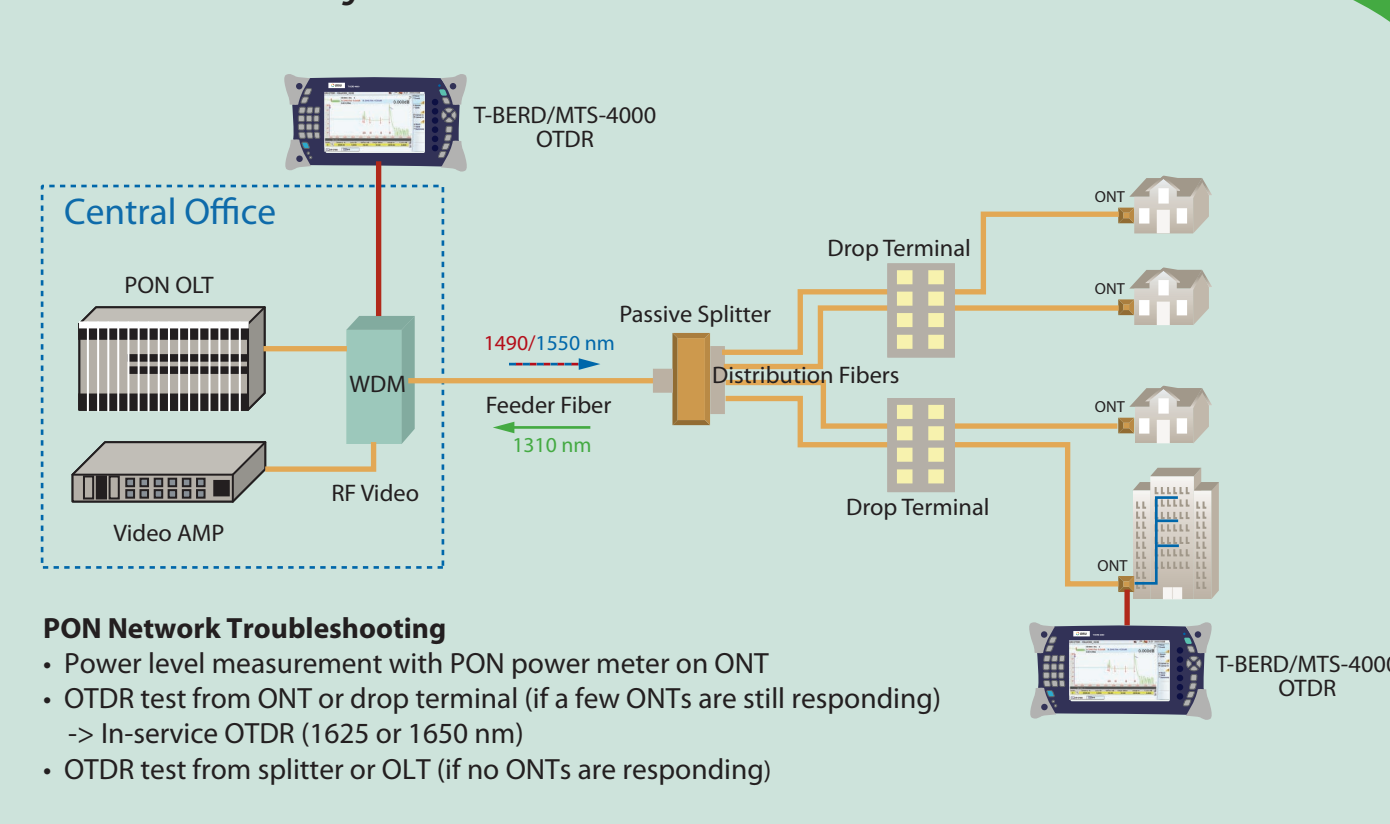 T-BERD/MTS-4000
OTDR
Central Office
PON OLT
WDM
RF Video
Video AMP
1490/1550 nm
Feeder Fiber
1310 nm
Passive Splitter
Distribution Fibers
Drop Terminal
Drop Terminal
ONT
ONT
ONT
ONT
T-BERD/MTS-4000
OTDR
PON Network Troubleshooting
• Power level measurement with PON power meter on ONT
• OTDR test from ONT or drop terminal (if a few ONTs are still responding)
-> In-service OTDR (1625 or 1650 nm)
• OTDR test from splitter or OLT (if no ONTs are responding)